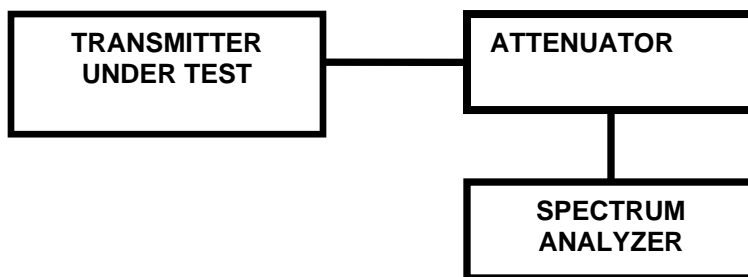 TRANSMITTER
UNDER TEST
ATTENUATOR
SPECTRUM
ANALYZER